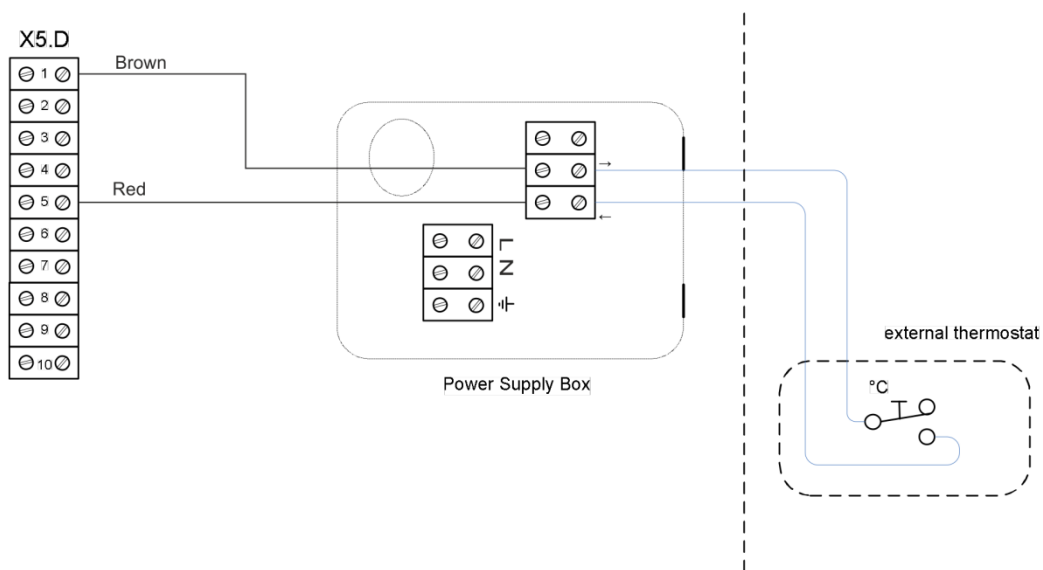 X5.D
Brown
1
2
3
4
→
Red
5
←
6
L
7
N
8
9
10
external thermostat
Power Supply Box
°C